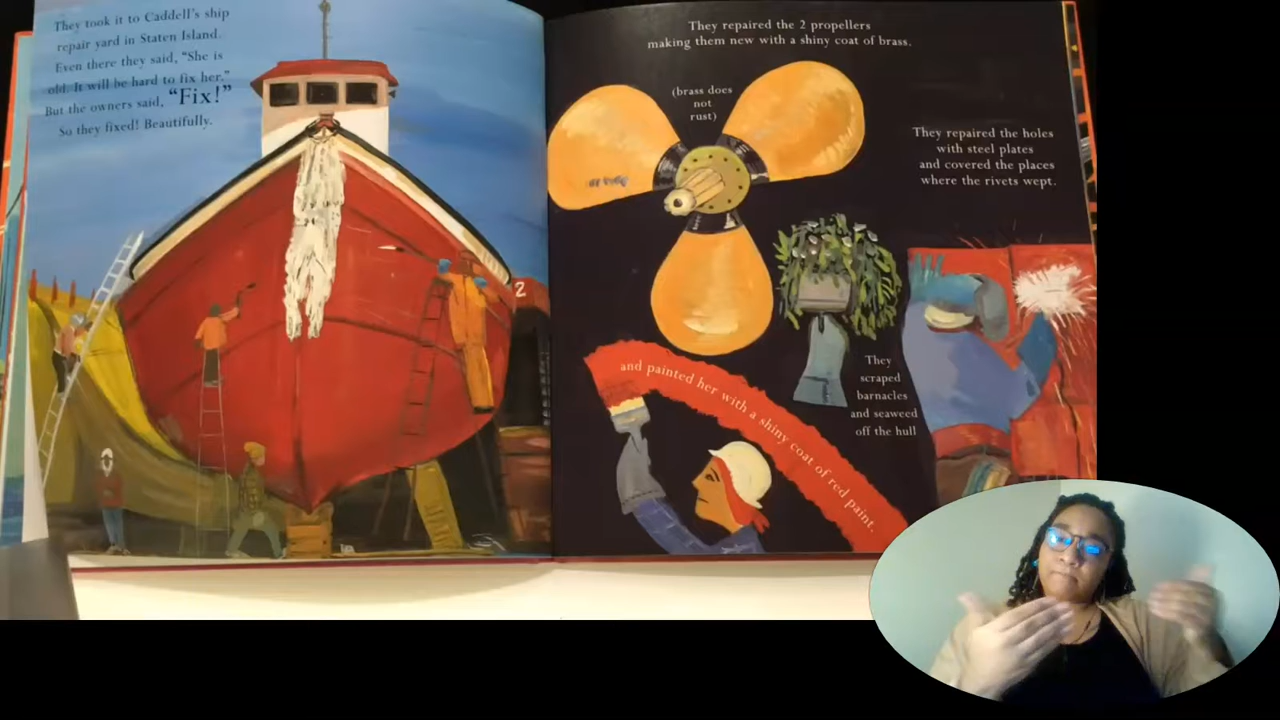 They took it to Caddell's ship
repair yard in Staten Island.
Even there they said, "She is
old. It will be hard to fix her."
But the owners said, "Fix!"
So they fixed! Beautifully.
2
They repaired the 2 propellers
making them new with a shiny coat of brass.
(brass does
not
rust)
They repaired the holes
with steel plates
and covered the places
where the rivets wept.
They
scraped
barnacles
and seaweed
off the hull
and painted her with a shiny coat of red paint.